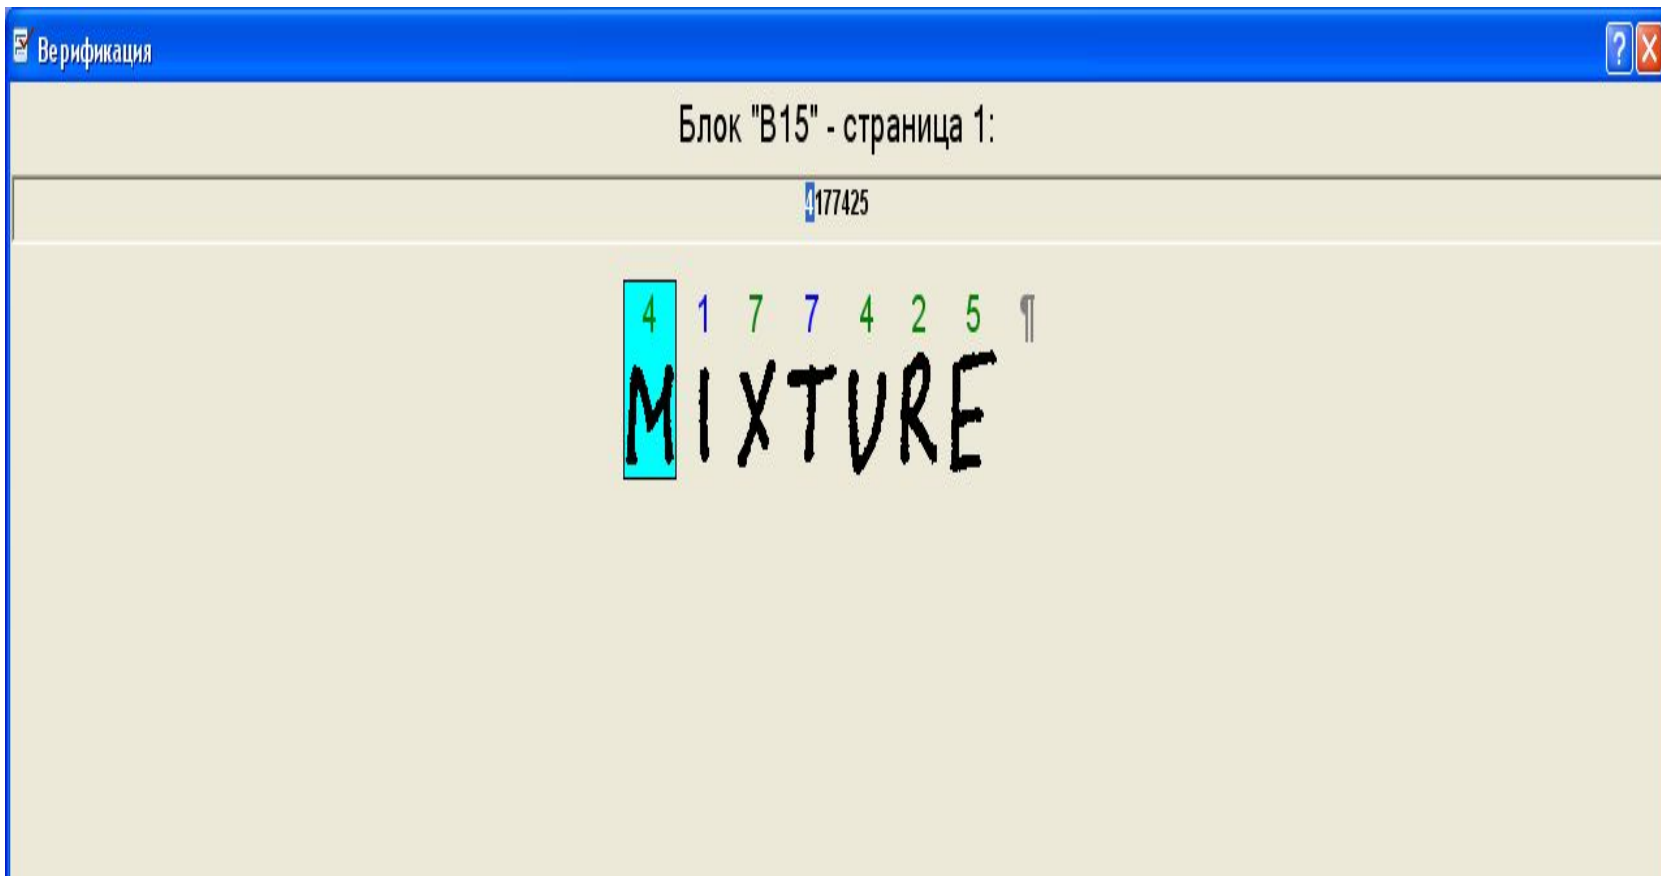 Верификация
Блок "B15" - страница 1:
4177425
4 1 7 7 4 2 5 ¶
MIXTURE